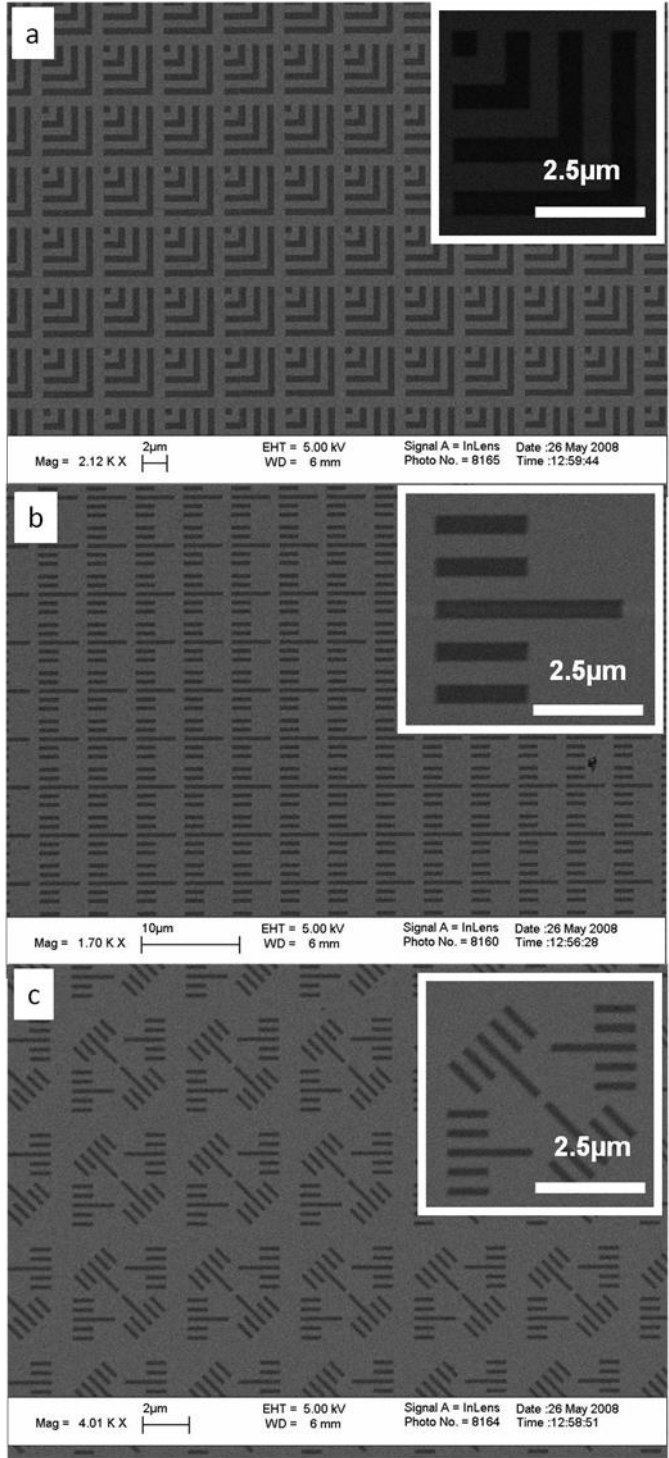 a
2.5μm
2μm
Mag = 2.12 K X
EHT = 5.00 kV
WD = 6 mm
Signal A = InLens
Photo No. = 8165
Date :26 May 2008
Time :12:59:44
b
2.5μm
10μm
Mag = 1.70 K X
EHT = 5.00 kV
WD = 6 mm
Signal A = InLens
Photo No. = 8160
Date :26 May 2008
Time :12:56:28
c
2.5μm
2μm
Mag = 4.01 K X
EHT = 5.00 kV
WD = 6 mm
Signal A = InLens
Photo No. = 8164
Date :26 May 2008
Time :12:58:51